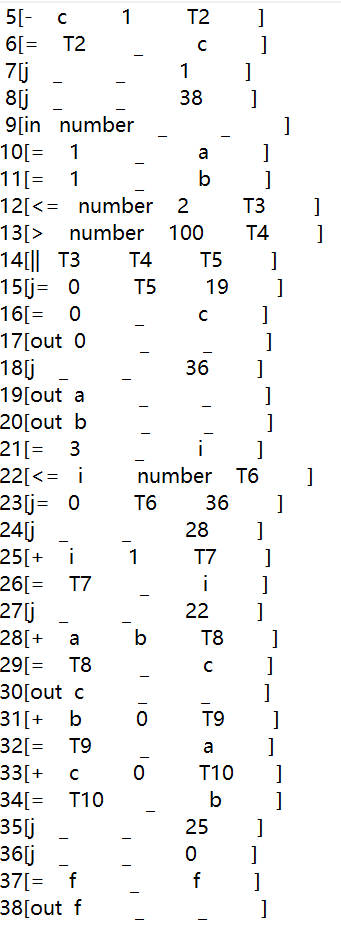 5[- c 1 T2 ]
6[= T2 _ c ]
7[j _ _ 1 ]
8[j _ _ 38 ]
9[in number _ _ ]
10[= 1 _ a ]
11[= 1 _ b ]
12[<= number 2 T3 ]
13[> number 100 T4 ]
14[|| T3 T4 T5 ]
15[j= 0 T5 19 ]
16[= 0 _ c ]
17[out 0 _ _ ]
18[j _ _ 36 ]
19[out a _ _ ]
20[out b _ _ ]
21[= 3 _ i ]
22[<= i number T6 ]
23[j= 0 T6 36 ]
24[j _ _ 28 ]
25[+ i 1 T7 ]
26[= T7 _ i ]
27[j _ _ 22 ]
28[+ a b T8 ]
29[= T8 _ c ]
30[out c _ _ ]
31[+ b 0 T9 ]
32[= T9 _ a ]
33[+ c 0 T10 ]
34[= T10 _ b ]
35[j _ _ 25 ]
36[j _ _ 0 ]
37[= f _ f ]
38[out f _ _ ]